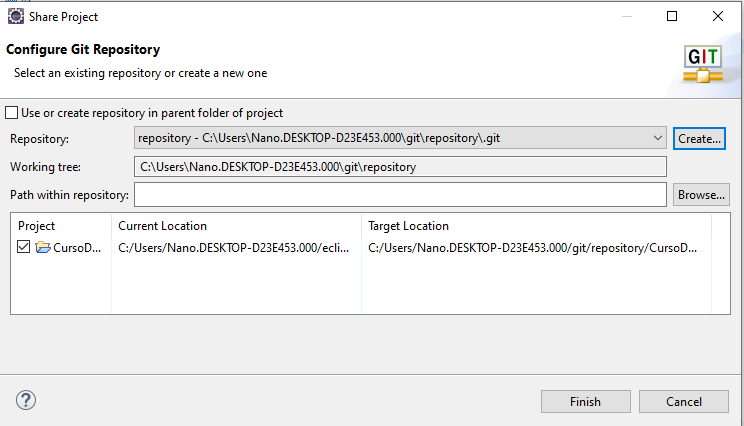 Share Project
Configure Git Repository
Select an existing repository or create a new one
GIT
Use or create repository in parent folder of project
Repository: repository - C:\Users\Nano.DESKTOP-D23E453.000\git\repository\.git Create...
Working tree: C:\Users\Nano.DESKTOP-D23E453.000\git\repository
Path within repository: Browse...
Project Current Location Target Location
CursoD... C:/Users/Nano.DESKTOP-D23E453.000/ecli... C:/Users/Nano.DESKTOP-D23E453.000/git/repository/CursoD...
? Finish Cancel